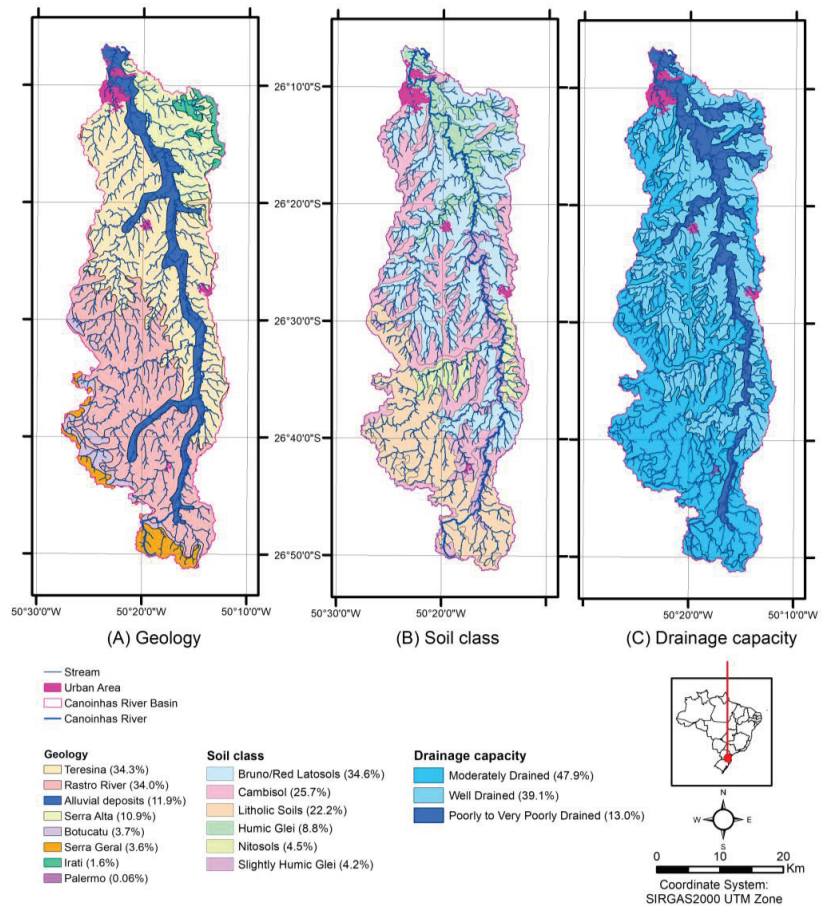 26°10'0"S
26°20'0"S
26°30'0"S
26°40'0"S
26°50'0"S
50°30'0"W
50°20'0"W
50°10'0"W
50°30'0"W
50°20'0"W
50°20'0"W
50°10'0"W
(A) Geology
(B) Soil class
(C) Drainage capacity
Stream
Urban Area
Canoinhas River Basin
Canoinhas River
Geology
Teresina (34.3%)
Rastro River (34.0%)
Alluvial deposits (11.9%)
Serra Alta (10.9%)
Botucatu (3.7%)
Serra Geral (3.6%)
Irati (1.6%)
Palermo (0.06%)
Soil class
Bruno/Red Latosols (34.6%)
Cambisol (25.7%)
Litholic Soils (22.2%)
Humic Glei (8.8%)
Nitosols (4.5%)
Slightly Humic Glei (4.2%)
Drainage capacity
Moderately Drained (47.9%)
Well Drained (39.1%)
Poorly to Very Poorly Drained (13.0%)
N
W E
S
0 10 20
Km
Coordinate System:
SIRGAS2000 UTM Zone